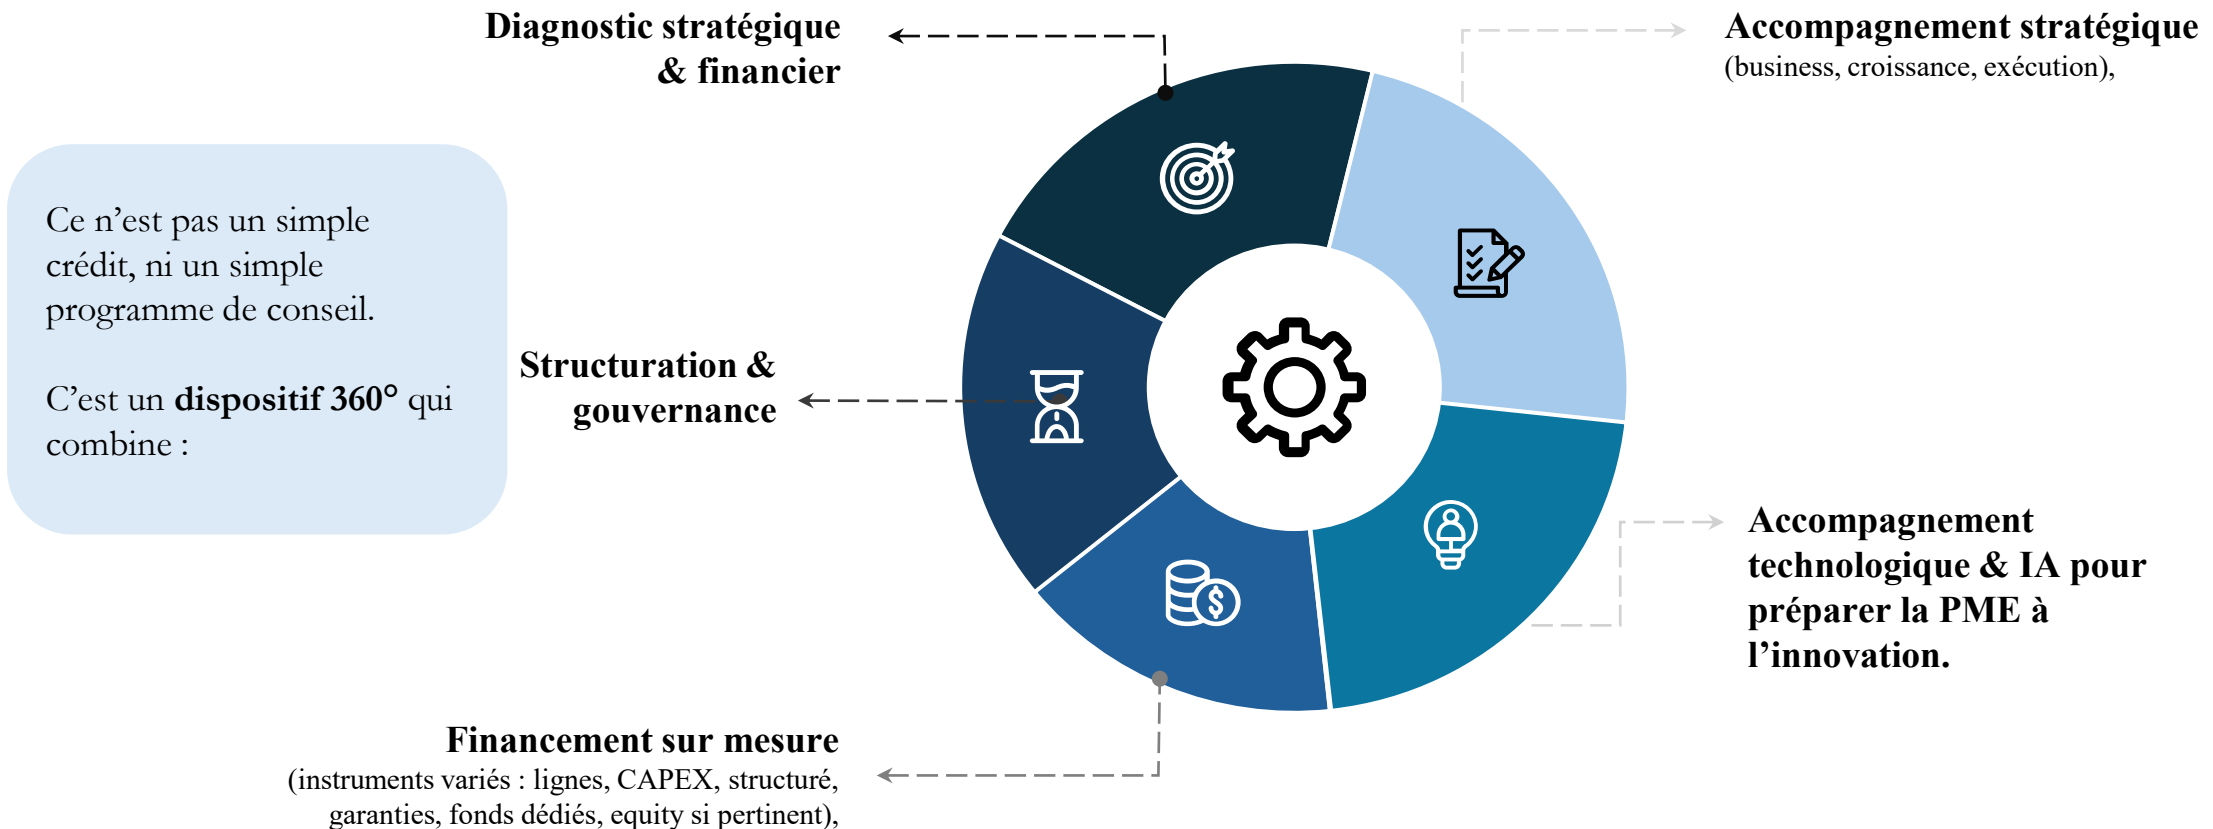 Ce n’est pas un simple
crédit, ni un simple
programme de conseil.
C’est un dispositif 360° qui
combine :
Diagnostic stratégique
& financier
Structuration &
gouvernance
Financement sur mesure
(instruments variés : lignes, CAPEX, structuré,
garanties, fonds dédiés, equity si pertinent),
Accompagnement stratégique
(business, croissance, exécution),
Accompagnement
technologique & IA pour
préparer la PME à
l’innovation.
$